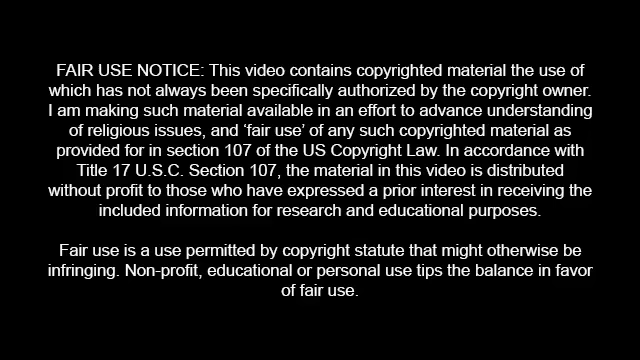 FAIR USE NOTICE: This video contains copyrighted material the use of
which has not always been specifically authorized by the copyright owner.
I am making such material available in an effort to advance understanding
of religious issues, and ‘fair use’ of any such copyrighted material as
provided for in section 107 of the US Copyright Law. In accordance with
Title 17 U.S.C. Section 107, the material in this video is distributed
without profit to those who have expressed a prior interest in receiving the
included information for research and educational purposes.
Fair use is a use permitted by copyright statute that might otherwise be
infringing. Non-profit, educational or personal use tips the balance in favor
of fair use.